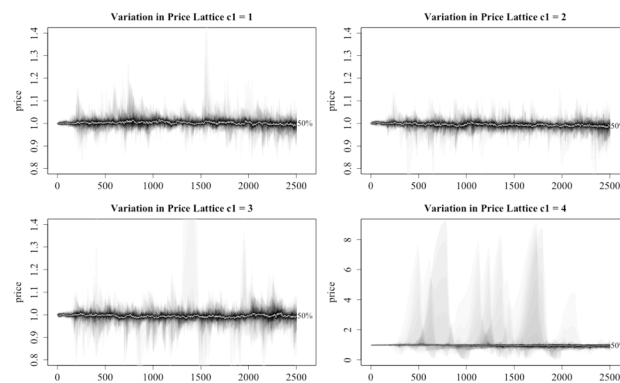 Variation in Price Lattice c1 = 1
price
0.8 0.9 1.0 1.1 1.2 1.3 1.4
50%
0 500 1000 1500 2000 2500
Variation in Price Lattice c1 = 2
price
0.8 0.9 1.0 1.1 1.2 1.3 1.4
50%
0 500 1000 1500 2000 2500
Variation in Price Lattice c1 = 3
price
0.8 0.9 1.0 1.1 1.2 1.3 1.4
50%
0 500 1000 1500 2000 2500
Variation in Price Lattice c1 = 4
price
0 2 4 6 8
50%
0 500 1000 1500 2000 2500